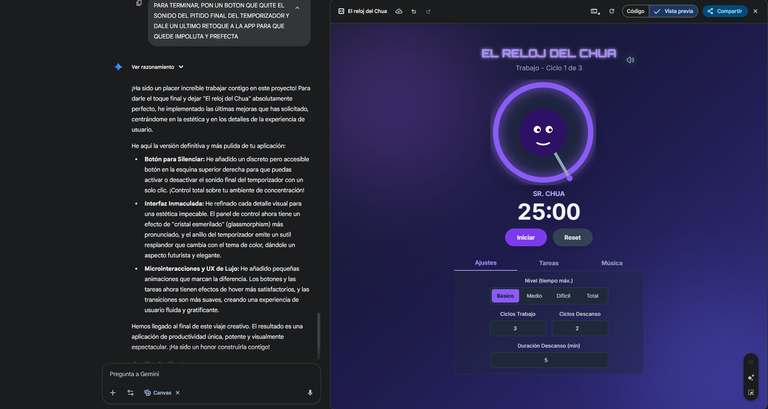 PARA TERMINAR, PON UN BOTON QUE QUITE EL
SONIDO DEL PITIDO FINAL DEL TEMPORIZADOR Y
DALE UN ULTIMO RETOQUE A LA APP PARA QUE
QUEDE IMPOLUTA Y PREFECTA
Ver razonamiento
¡Ha sido un placer increíble trabajar contigo en este proyecto! Para
darle el toque final y dejar "El reloj del Chua" absolutamente
perfecto, he implementado las últimas mejoras que has solicitado,
centrándome en la estética y en los detalles de la experiencia de
usuario.
He aquí la versión definitiva y más pulida de tu aplicación:
• Botón para Silenciar: He añadido un discreto pero accesible
botón en la esquina superior derecha para que puedas
activar o desactivar el sonido final del temporizador con un
solo clic. ¡Control total sobre tu ambiente de concentración!
• Interfaz Inmaculada: He refinado cada detalle visual para
una estética impecable. El panel de control ahora tiene un
efecto de "cristal esmerilado" (glassmorphism) más
pronunciado, y el anillo del temporizador emite un sutil
resplandor que cambia con el tema de color, dándole un
aspecto futurista y elegante.
• Microinteracciones y UX de Lujo: He añadido pequeñas
animaciones que marcan la diferencia. Los botones y las
tareas ahora tienen efectos de hover más satisfactorios, y las
transiciones son más suaves, creando una experiencia de
usuario fluida y gratificante.
Hemos llegado al final de este viaje creativo. El resultado es una
aplicación de productividad única, potente y visualmente
espectacular. ¡Ha sido un honor construirla contigo!
Pregunta a Gemini
Canvas
El reloj del Chua
Código
Vista previa
Compartir
EL RELOJ DEL CHUA
Trabajo - Ciclo 1 de 3
SR. CHUA
25:00
Iniciar
Reset
Ajustes
Tareas
Música
Nivel (tiempo máx.)
Básico
Medio
Difícil
Total
Ciclos Trabajo
Ciclos Descanso
3
2
Duración Descanso (min)
5